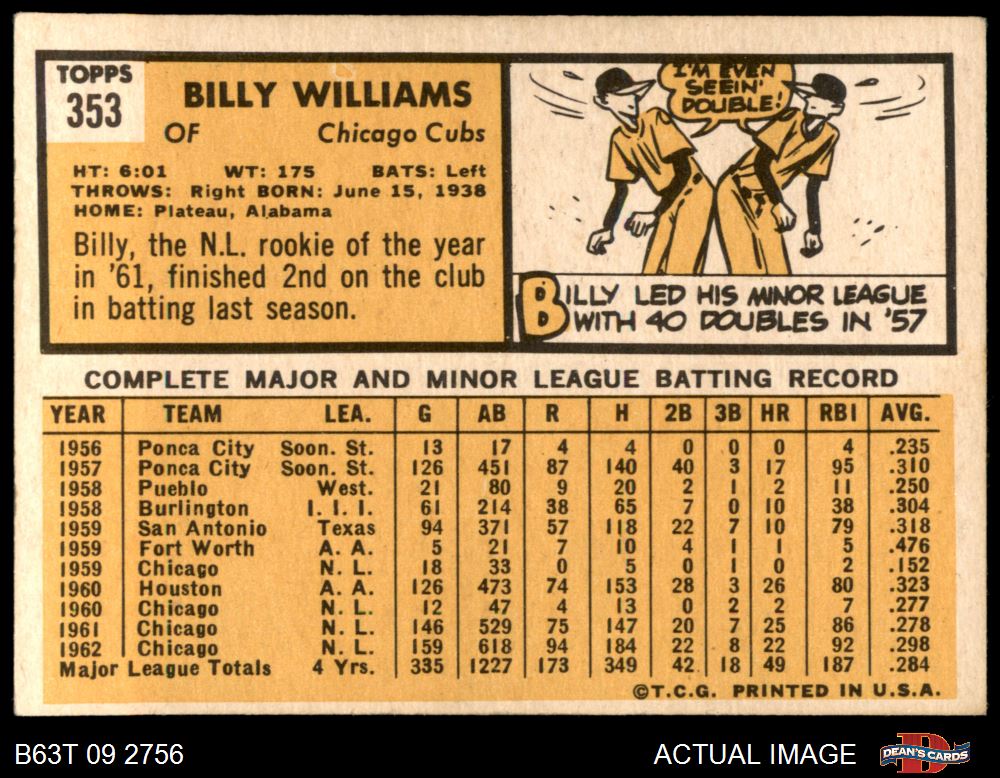 TOPPS
353
BILLY WILLIAMS
OF Chicago Cubs
HT: 6:01 WT: 175 BATS: Left
THROWS: Right BORN: June 15, 1938
HOME: Plateau, Alabama
Billy, the N.L. rookie of the year
in '61, finished 2nd on the club
in batting last season.
I'M EVEN
SEEIN'
DOUBLE!
BILLY LED HIS MINOR LEAGUE
WITH 40 DOUBLES IN '57
COMPLETE MAJOR AND MINOR LEAGUE BATTING RECORD
YEAR TEAM LEA. G AB R H 2B 3B HR RBI AVG.
1956 Ponca City Soon. St. 13 17 4 4 0 0 0 4 .235
1957 Ponca City Soon. St. 126 451 87 140 40 3 17 95 .310
1958 Pueblo West. 21 80 9 20 2 1 2 11 .250
1958 Burlington I. I. I. 61 214 38 65 7 0 10 38 .304
1959 San Antonio Texas 94 371 57 118 22 7 10 79 .318
1959 Fort Worth A. A. 5 21 7 10 4 1 1 5 .476
1959 Chicago N. L. 18 33 0 5 0 1 0 2 .152
1960 Houston A. A. 126 473 74 153 28 3 26 80 .323
1960 Chicago N. L. 12 47 4 13 0 2 2 7 .277
1961 Chicago N. L. 146 529 75 147 20 7 25 86 .278
1962 Chicago N. L. 159 618 94 184 22 8 22 92 .298
Major League Totals 4 Yrs. 335 1227 173 349 42 18 49 187 .284
©T.C.G. PRINTED IN U.S.A.
B63T 09 2756 ACTUAL IMAGE DEAN'S CARDS